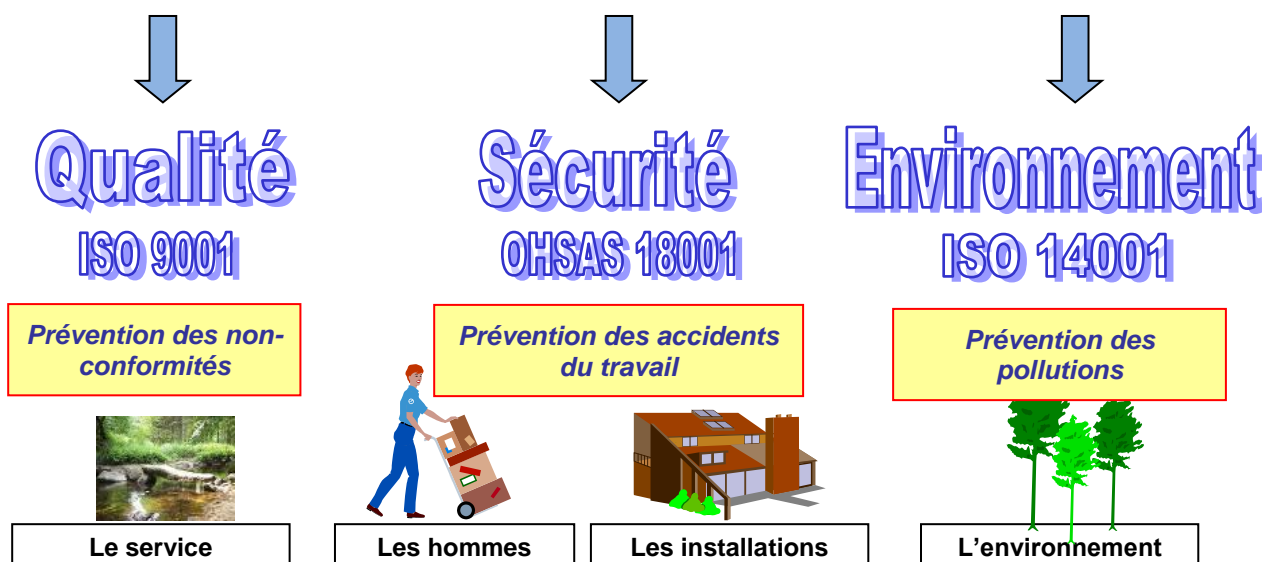 Qualité
ISO 9001
Prévention des non-
conformités
Le service
Sécurité
OHSAS 18001
Prévention des accidents
du travail
Les hommes
Les installations
Environnement
ISO 14001
Prévention des
pollutions
L'environnement